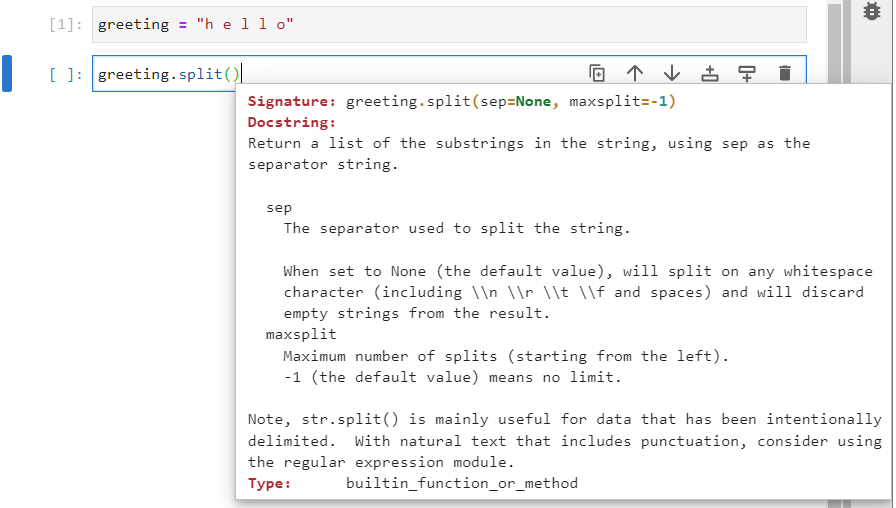 [1]: greeting = "h e l l o"
[ ]: greeting.split()
Signature: greeting.split(sep=None, maxsplit=-1)
Docstring:
Return a list of the substrings in the string, using sep as the
separator string.
sep
The separator used to split the string.
When set to None (the default value), will split on any whitespace
character (including \\n \\r \\t \\f and spaces) and will discard
empty strings from the result.
maxsplit
Maximum number of splits (starting from the left).
-1 (the default value) means no limit.
Note, str.split() is mainly useful for data that has been intentionally
delimited.  With natural text that includes punctuation, consider using
the regular expression module.
Type:      builtin_function_or_method